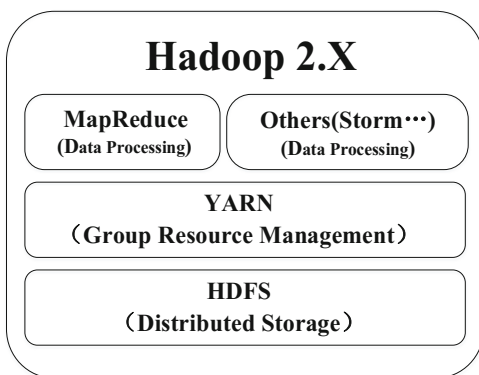 Hadoop 2.X
MapReduce
(Data Processing)
Others(Storm⋯)
(Data Processing)
YARN
（Group Resource Management）
HDFS
（Distributed Storage）